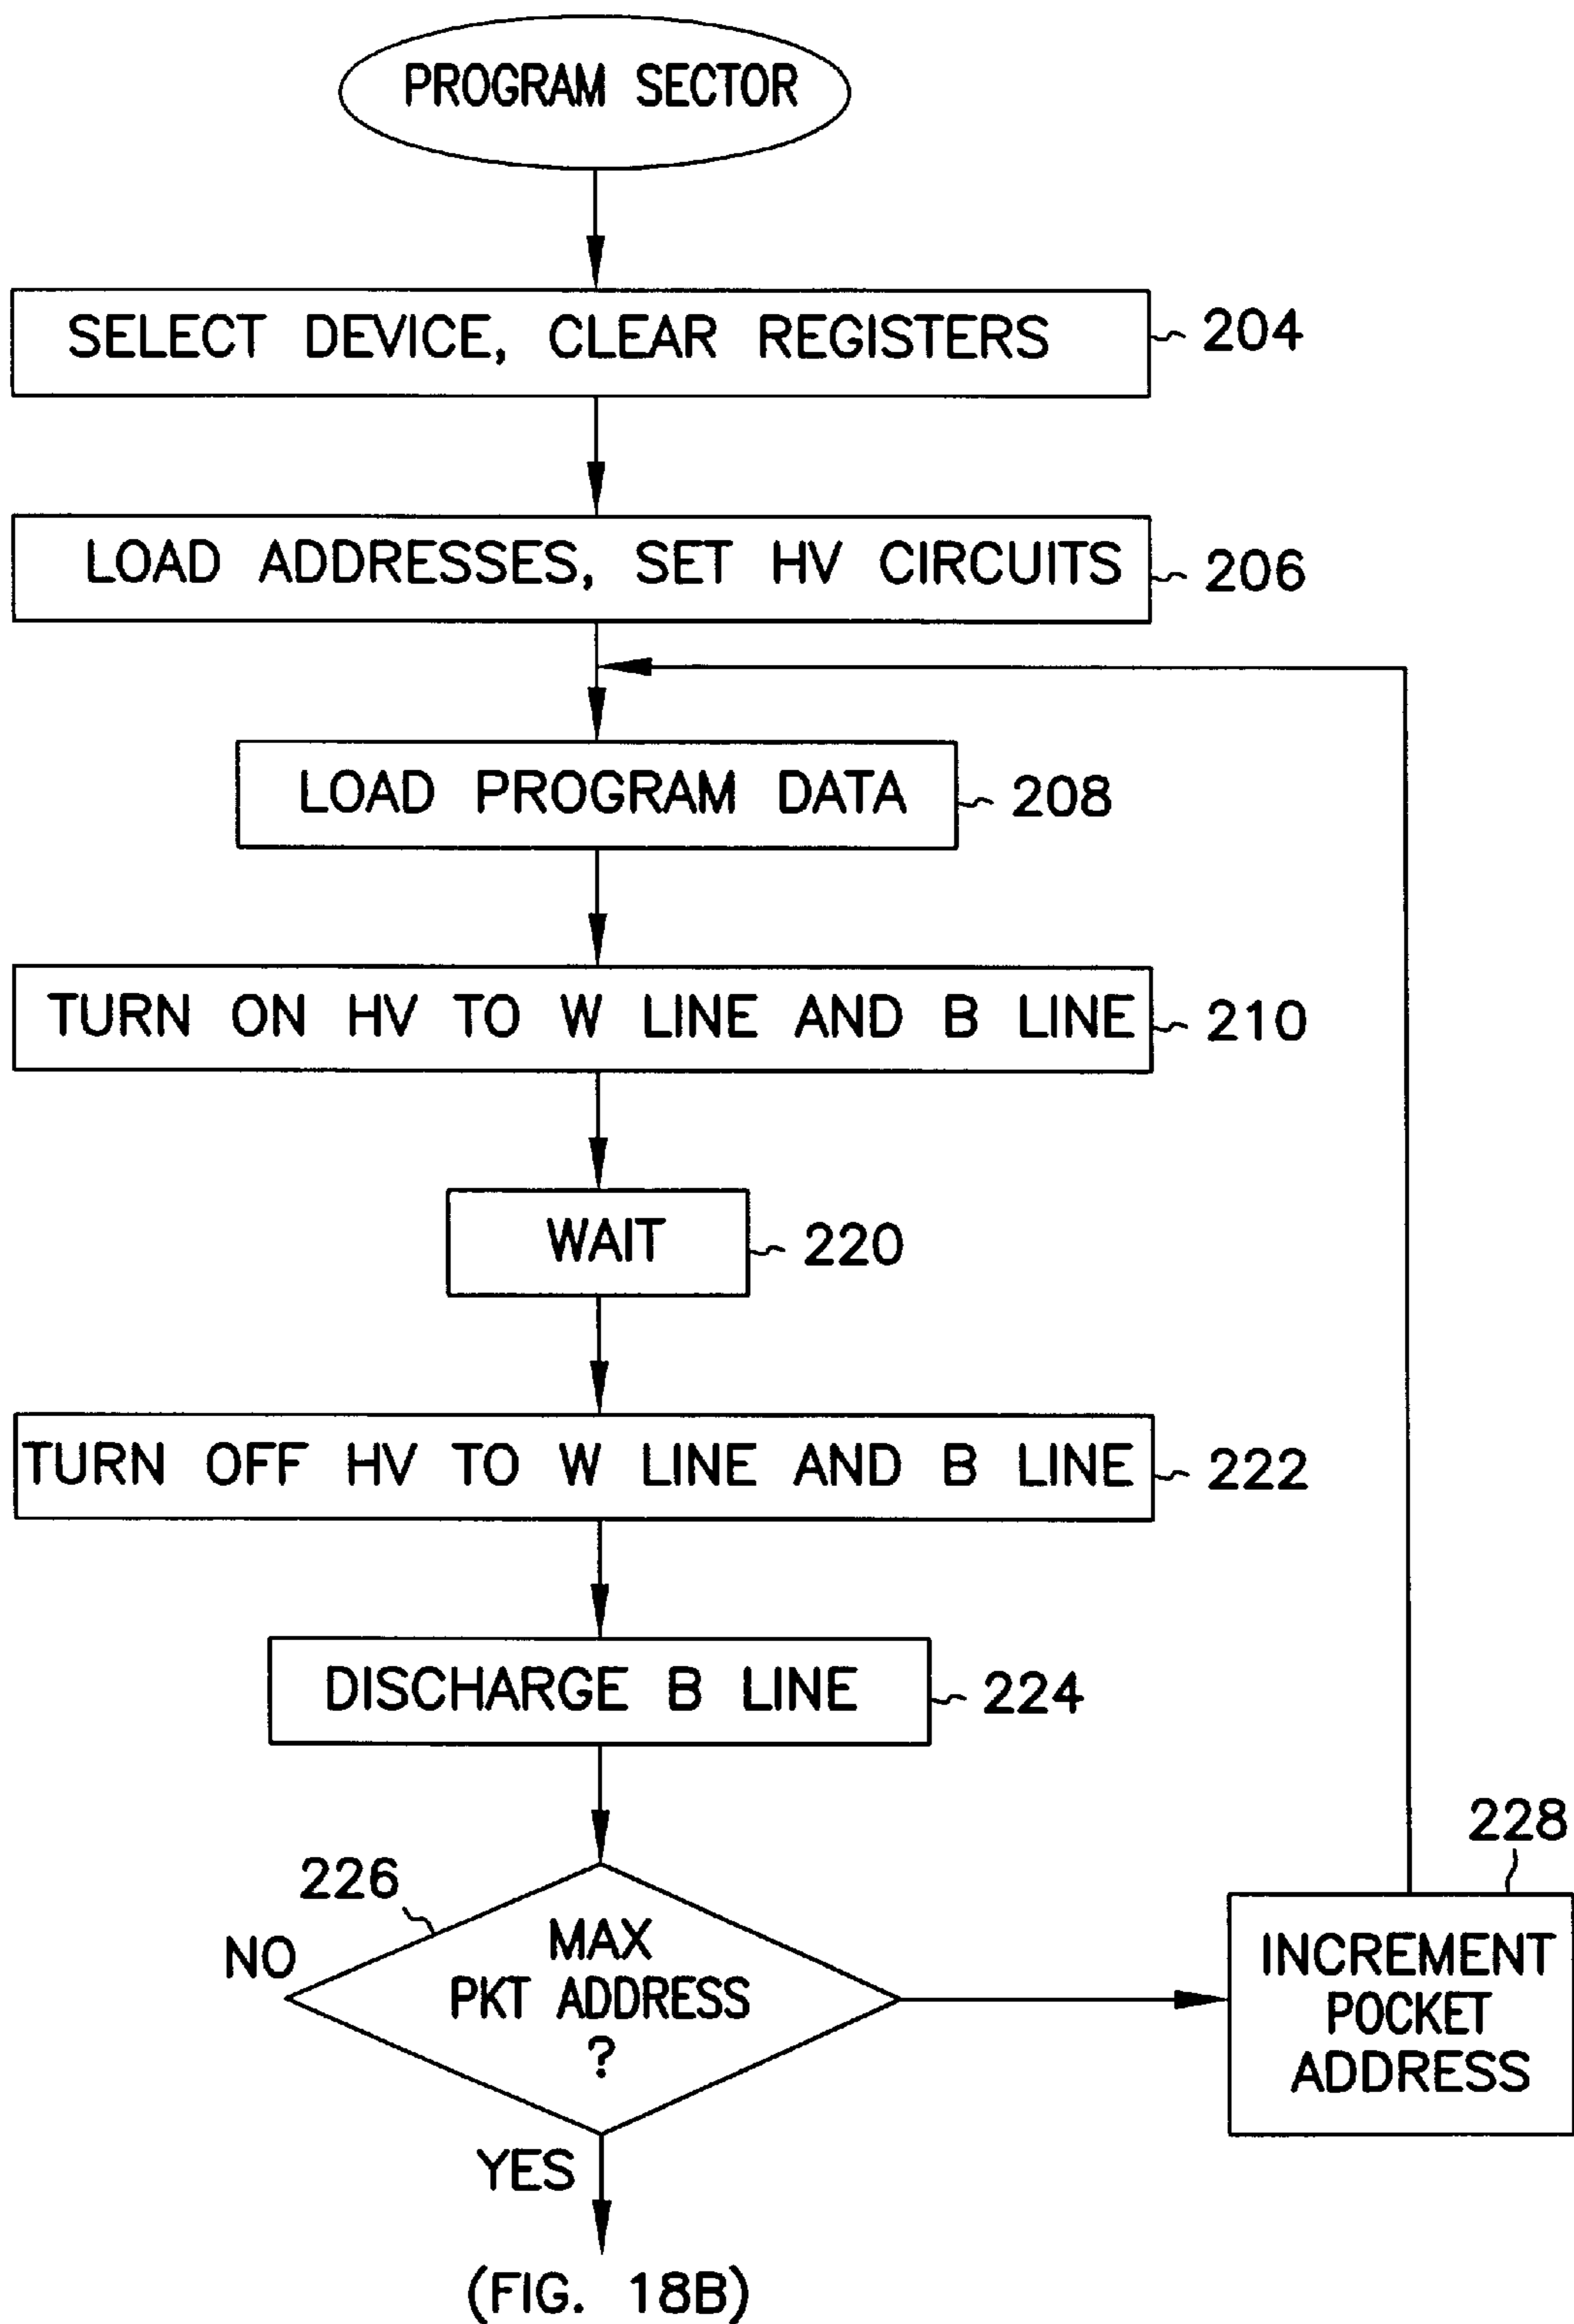 PROGRAM SECTOR
SELECT DEVICE, CLEAR REGISTERS
204
LOAD ADDRESSES, SET HV CIRCUITS
206
LOAD PROGRAM DATA
208
TURN ON HV TO W LINE AND B LINE
210
WAIT
220
TURN OFF HV TO W LINE AND B LINE
222
DISCHARGE B LINE
224
226
NO
MAX
PKT ADDRESS
?
228
INCREMENT
POCKET
ADDRESS
YES
(FIG. 18B)